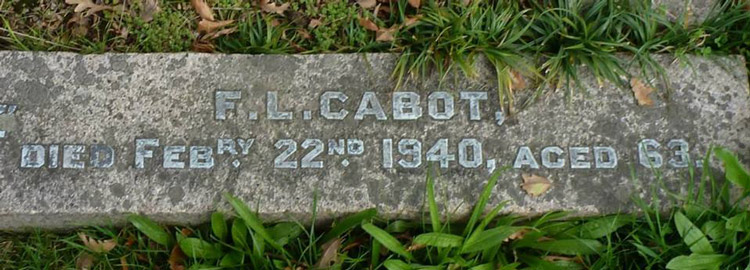 F.L.CABOT,
DIED FEBRY 22ND 1940, AGED 63.